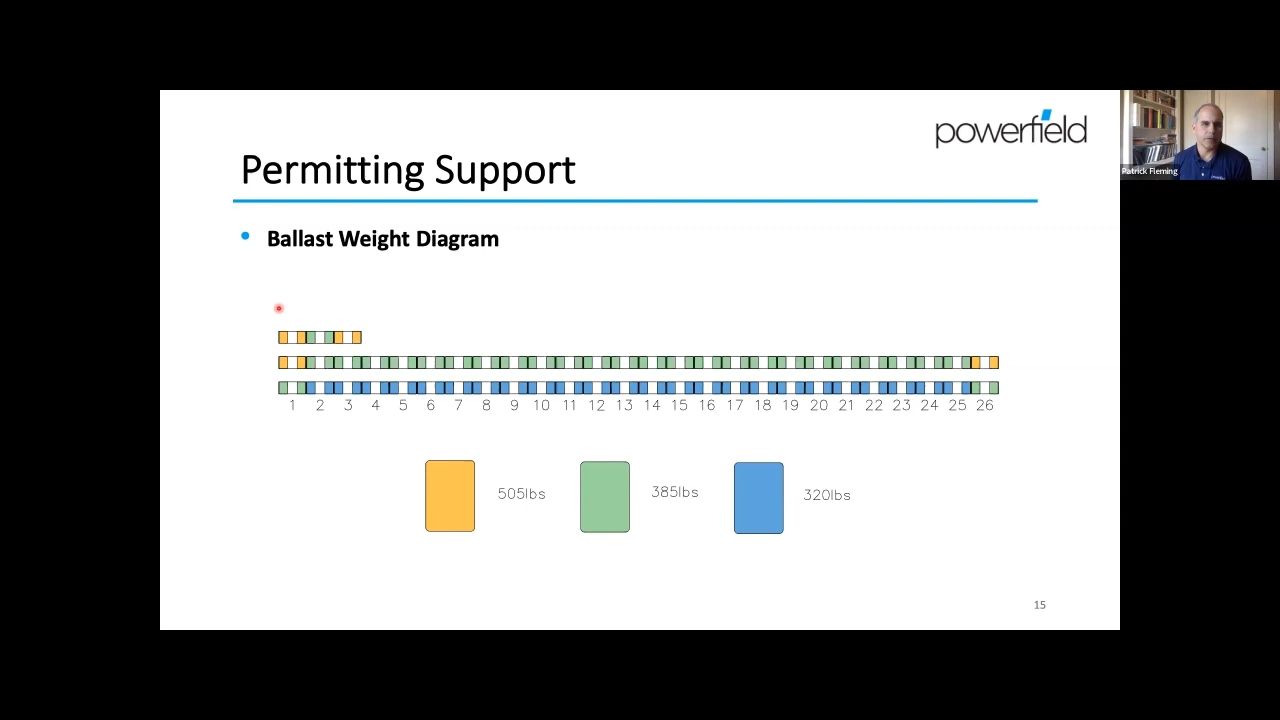 powerfield
Patrick Fleming
Permitting Support
• Ballast Weight Diagram
1 2 3 4 5 6 7 8 9 10 11 12 13 14 15 16 17 18 19 20 21 22 23 24 25 26
505lbs 385lbs 320lbs
15